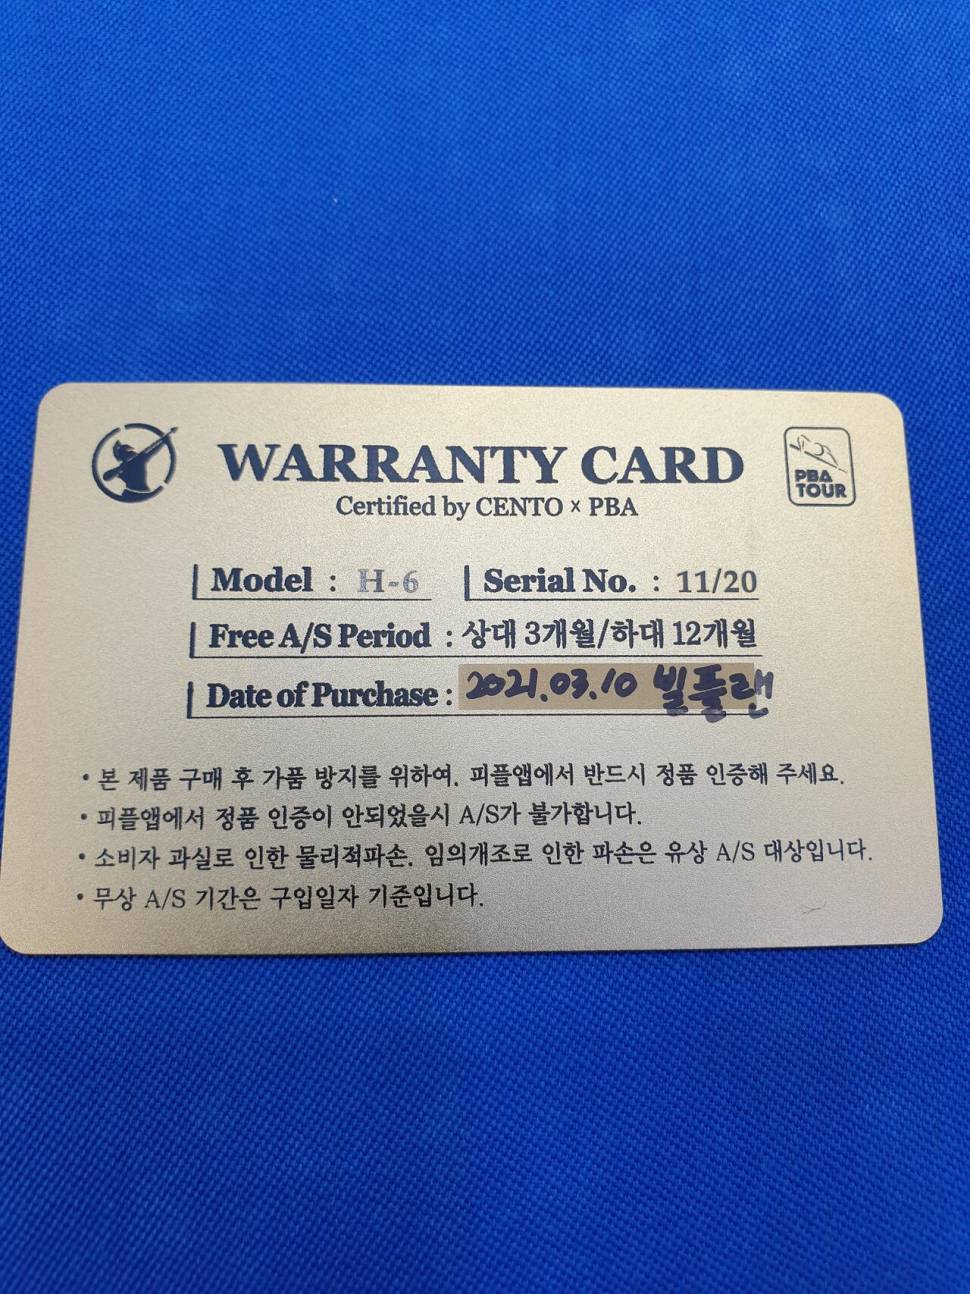 WARRANTY CARD
PBA
TOUR
Certified by CENTO x PBA
Model : H-6 Serial No. : 11/20
Free A/S Period : 상대 3개월/하대 12개월
Date of Purchase : 2021.03.10 빌플랜
• 본 제품 구매 후 가품 방지를 위하여, 피플앱에서 반드시 정품 인증해 주세요.
• 피플앱에서 정품 인증이 안되었을시 A/S가 불가합니다.
• 소비자 과실로 인한 물리적파손, 임의개조로 인한 파손은 유상 A/S 대상입니다.
• 무상 A/S 기간은 구입일자 기준입니다.